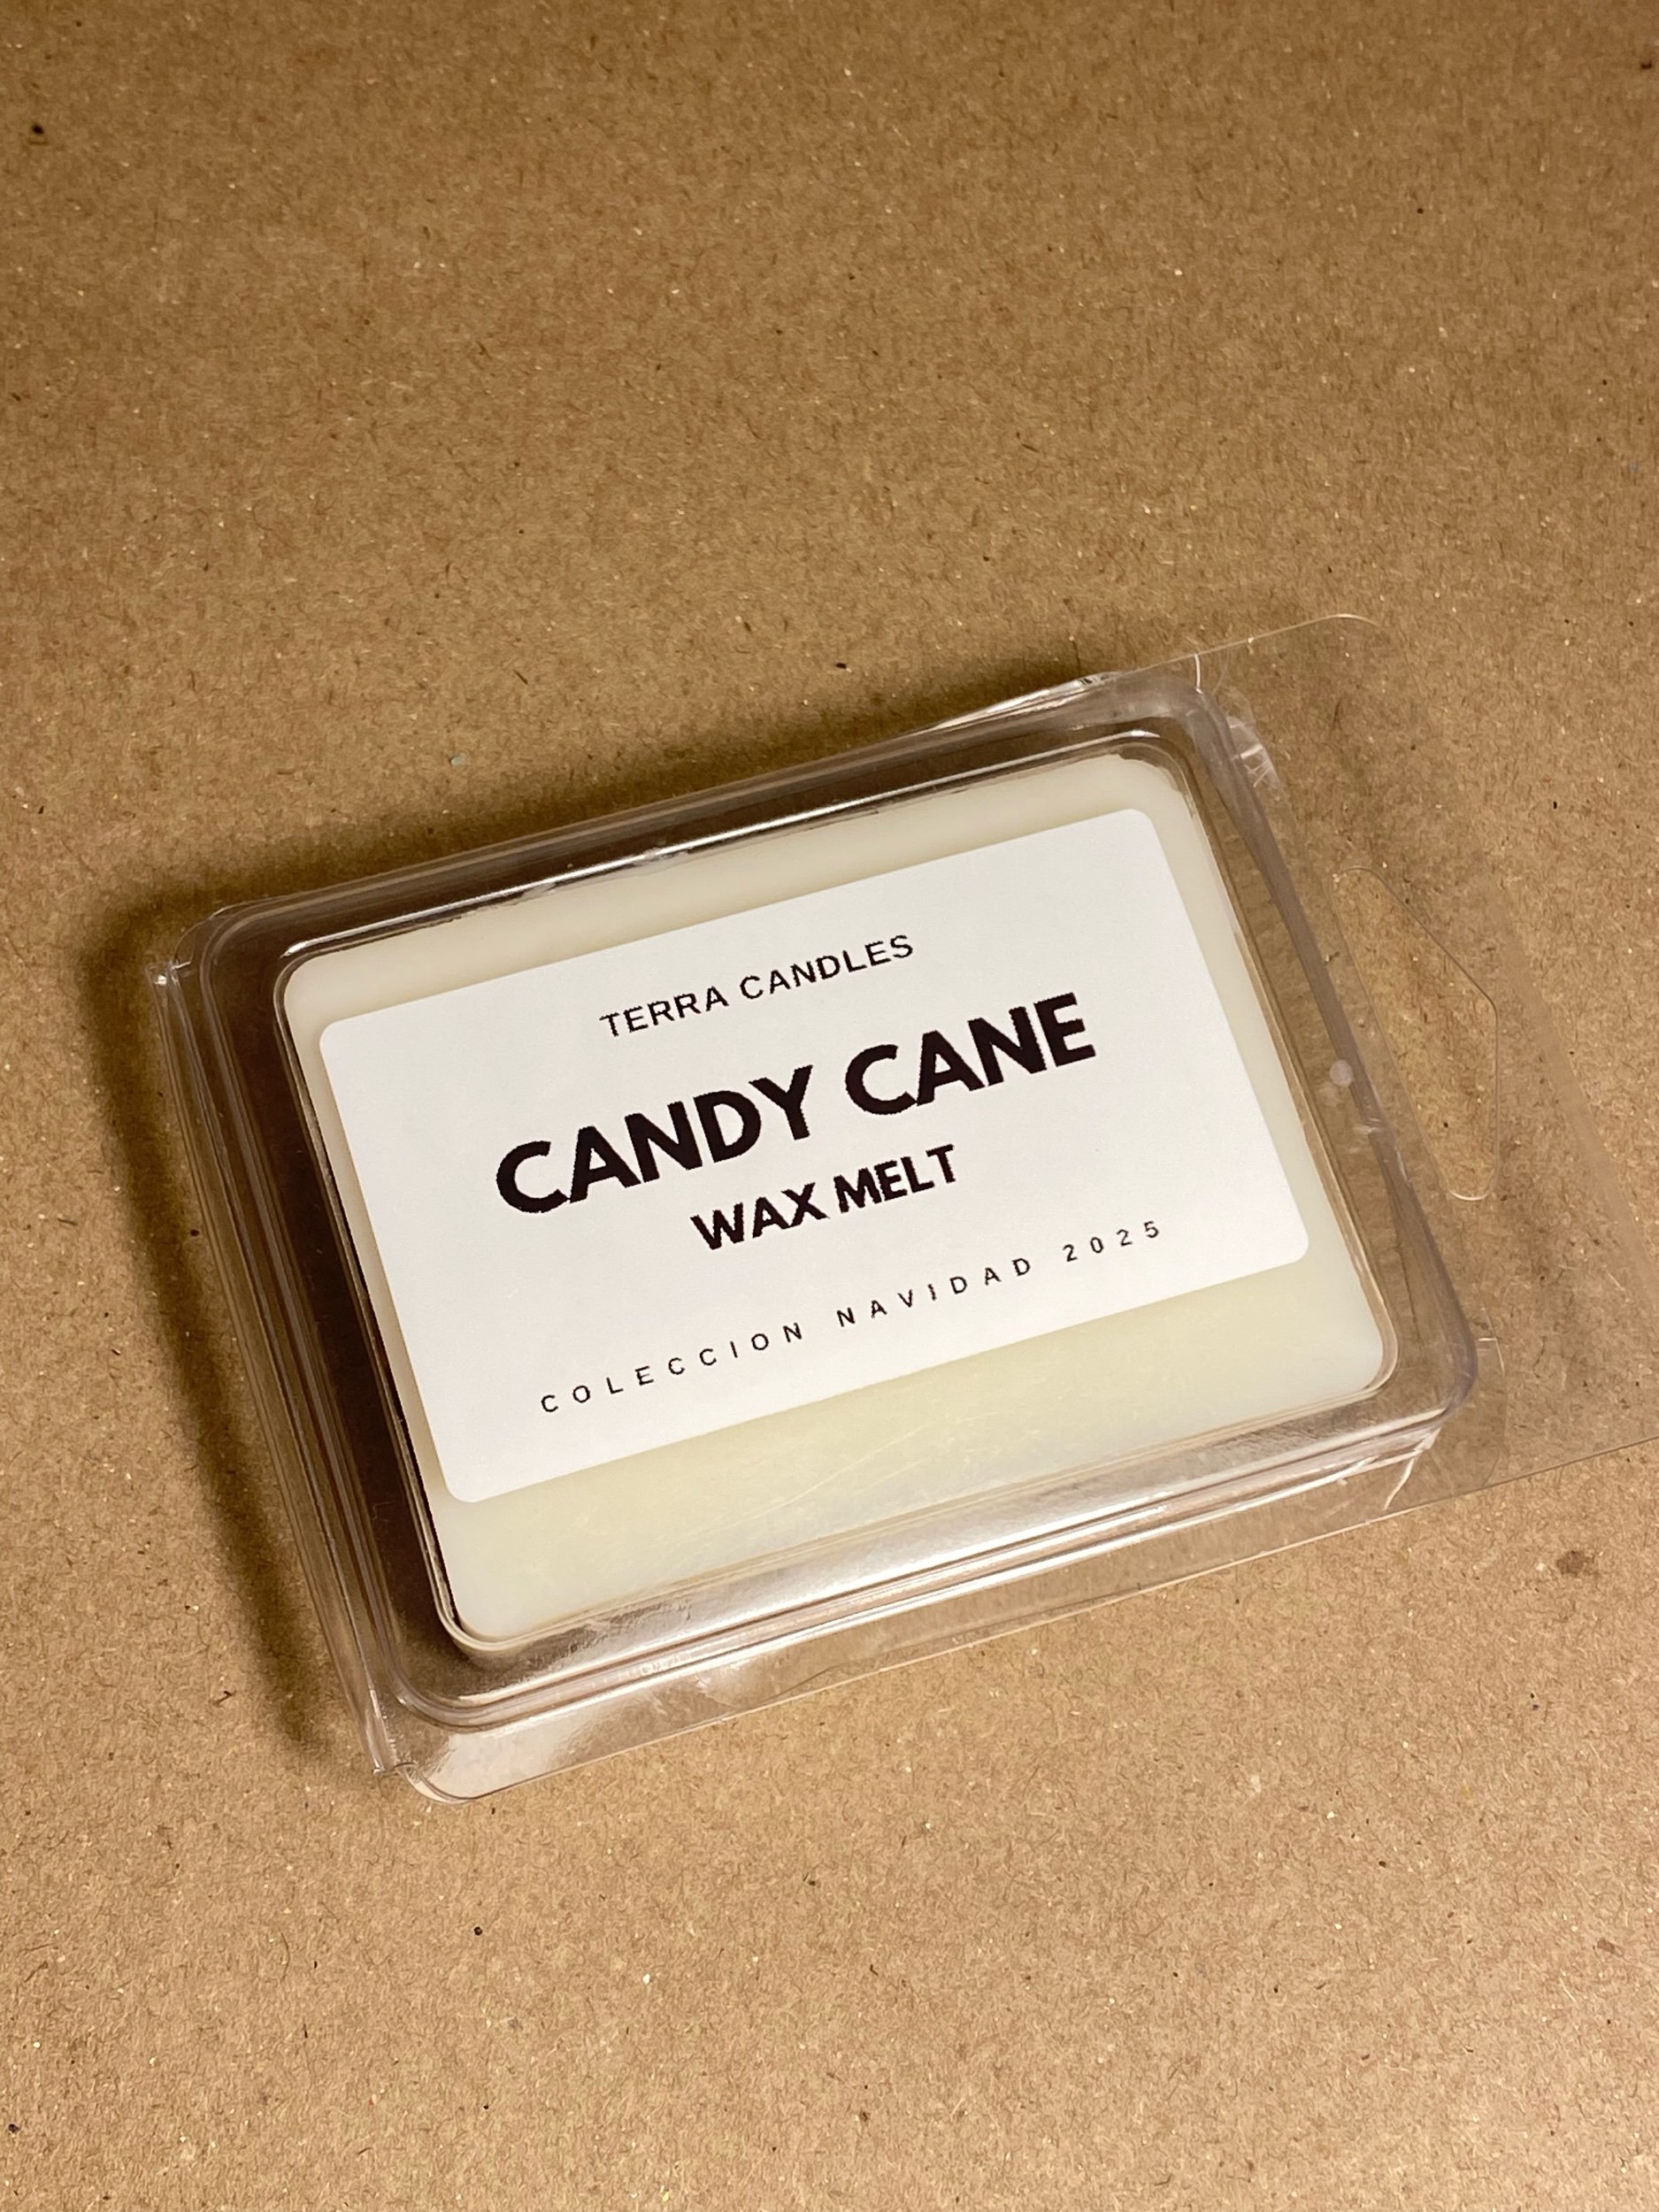 TERRA CANDLES
CANDY CANE
WAX MELT
COLECCION NAVIDAD 2025